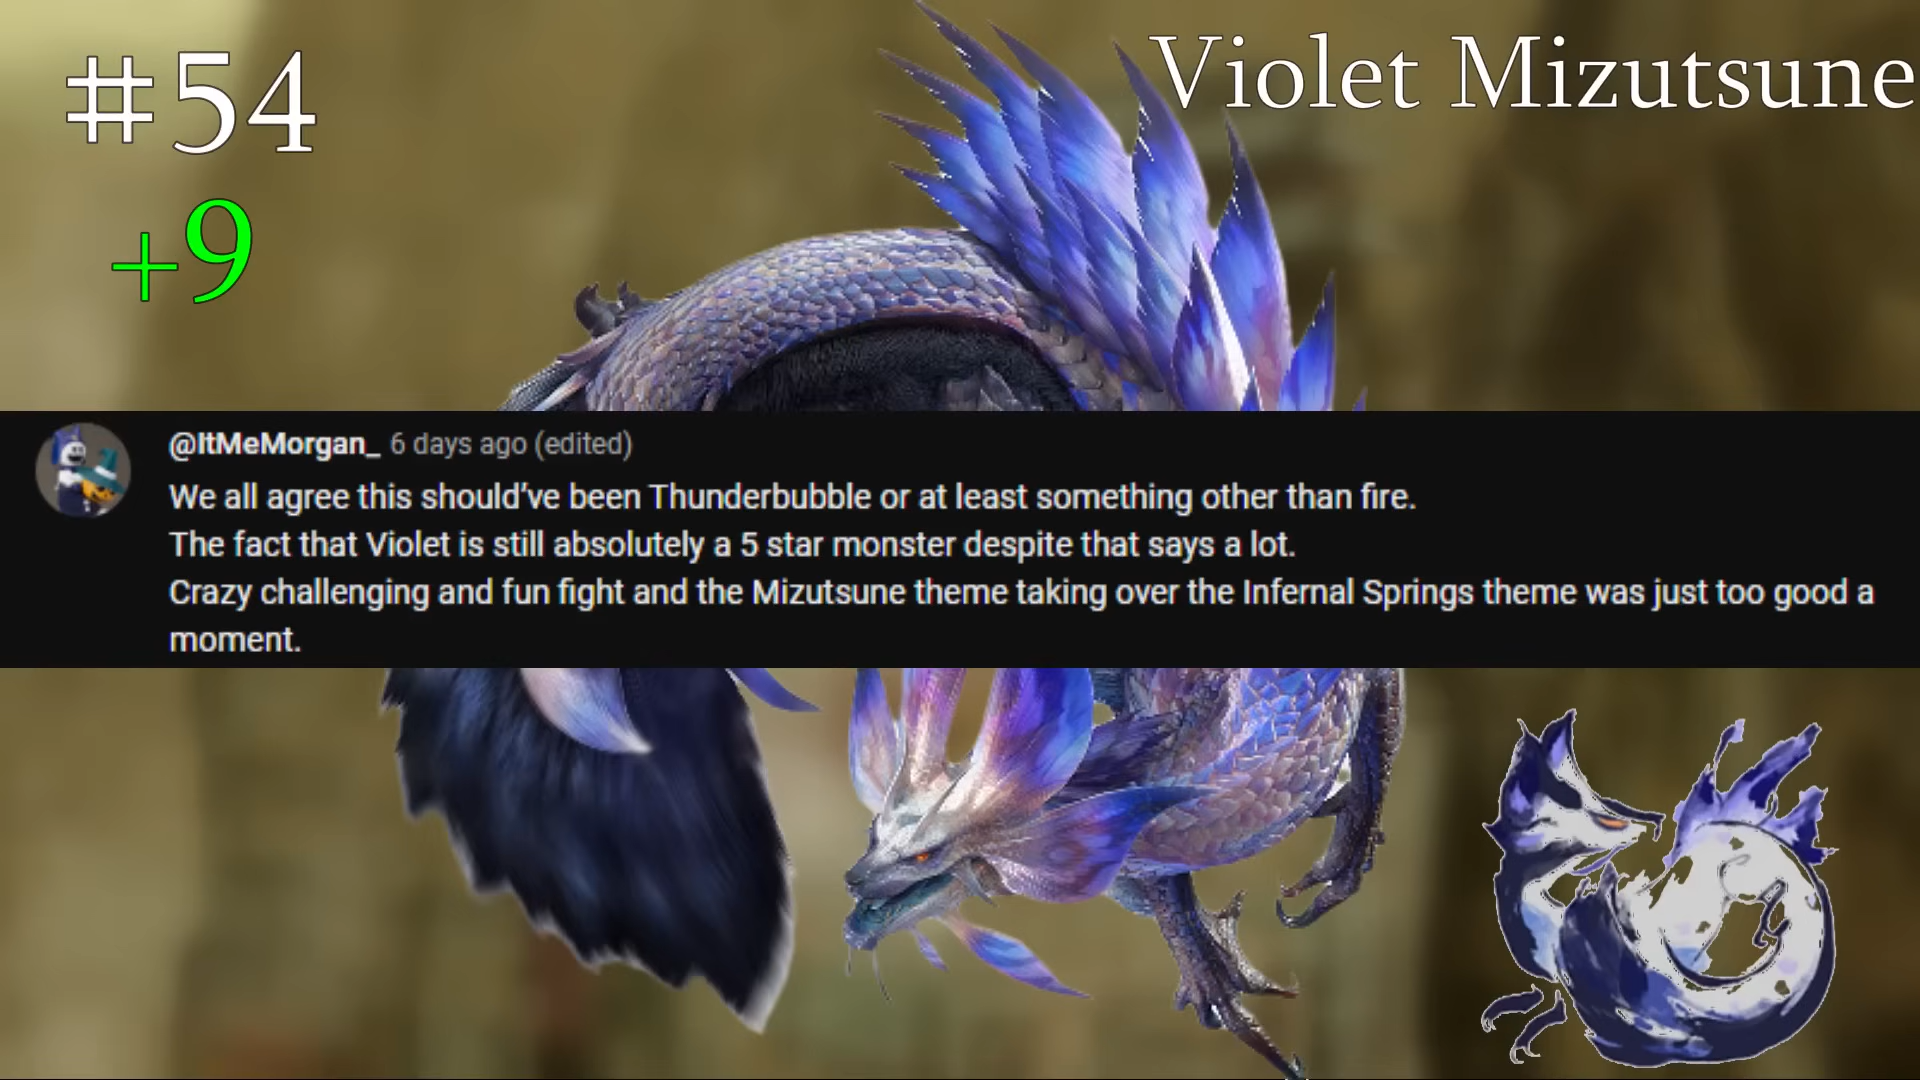 #54
Violet Mizutsune
+9
@ItMeMorgan_ 6 days ago (edited)
We all agree this should've been Thunderbubble or at least something other than fire.
The fact that Violet is still absolutely a 5 star monster despite that says a lot.
Crazy challenging and fun fight and the Mizutsune theme taking over the Infernal Springs theme was just too good a
moment.